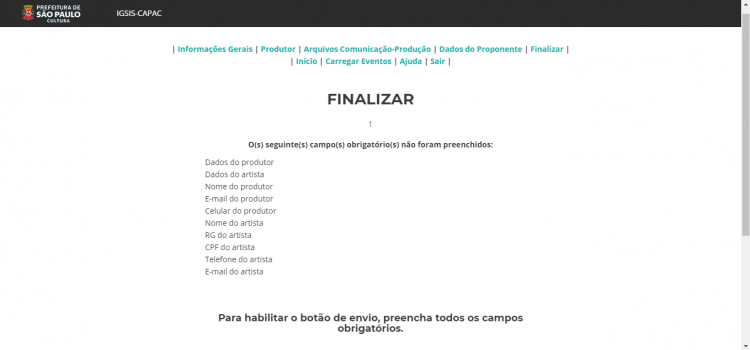 PREFEITURA DE
SÃO PAULO
CULTURA
IGSIS-CAPAC
| Informações Gerais | Produtor | Arquivos Comunicação-Produção | Dados do Proponente | Finalizar |
| Início | Carregar Eventos | Ajuda | Sair |
FINALIZAR
1
O(s) seguinte(s) campo(s) obrigatório(s) não foram preenchidos:
Dados do produtor
Dados do artista
Nome do produtor
E-mail do produtor
Celular do produtor
Nome do artista
RG do artista
CPF do artista
Telefone do artista
E-mail do artista
Para habilitar o botão de envio, preencha todos os campos
obrigatórios.